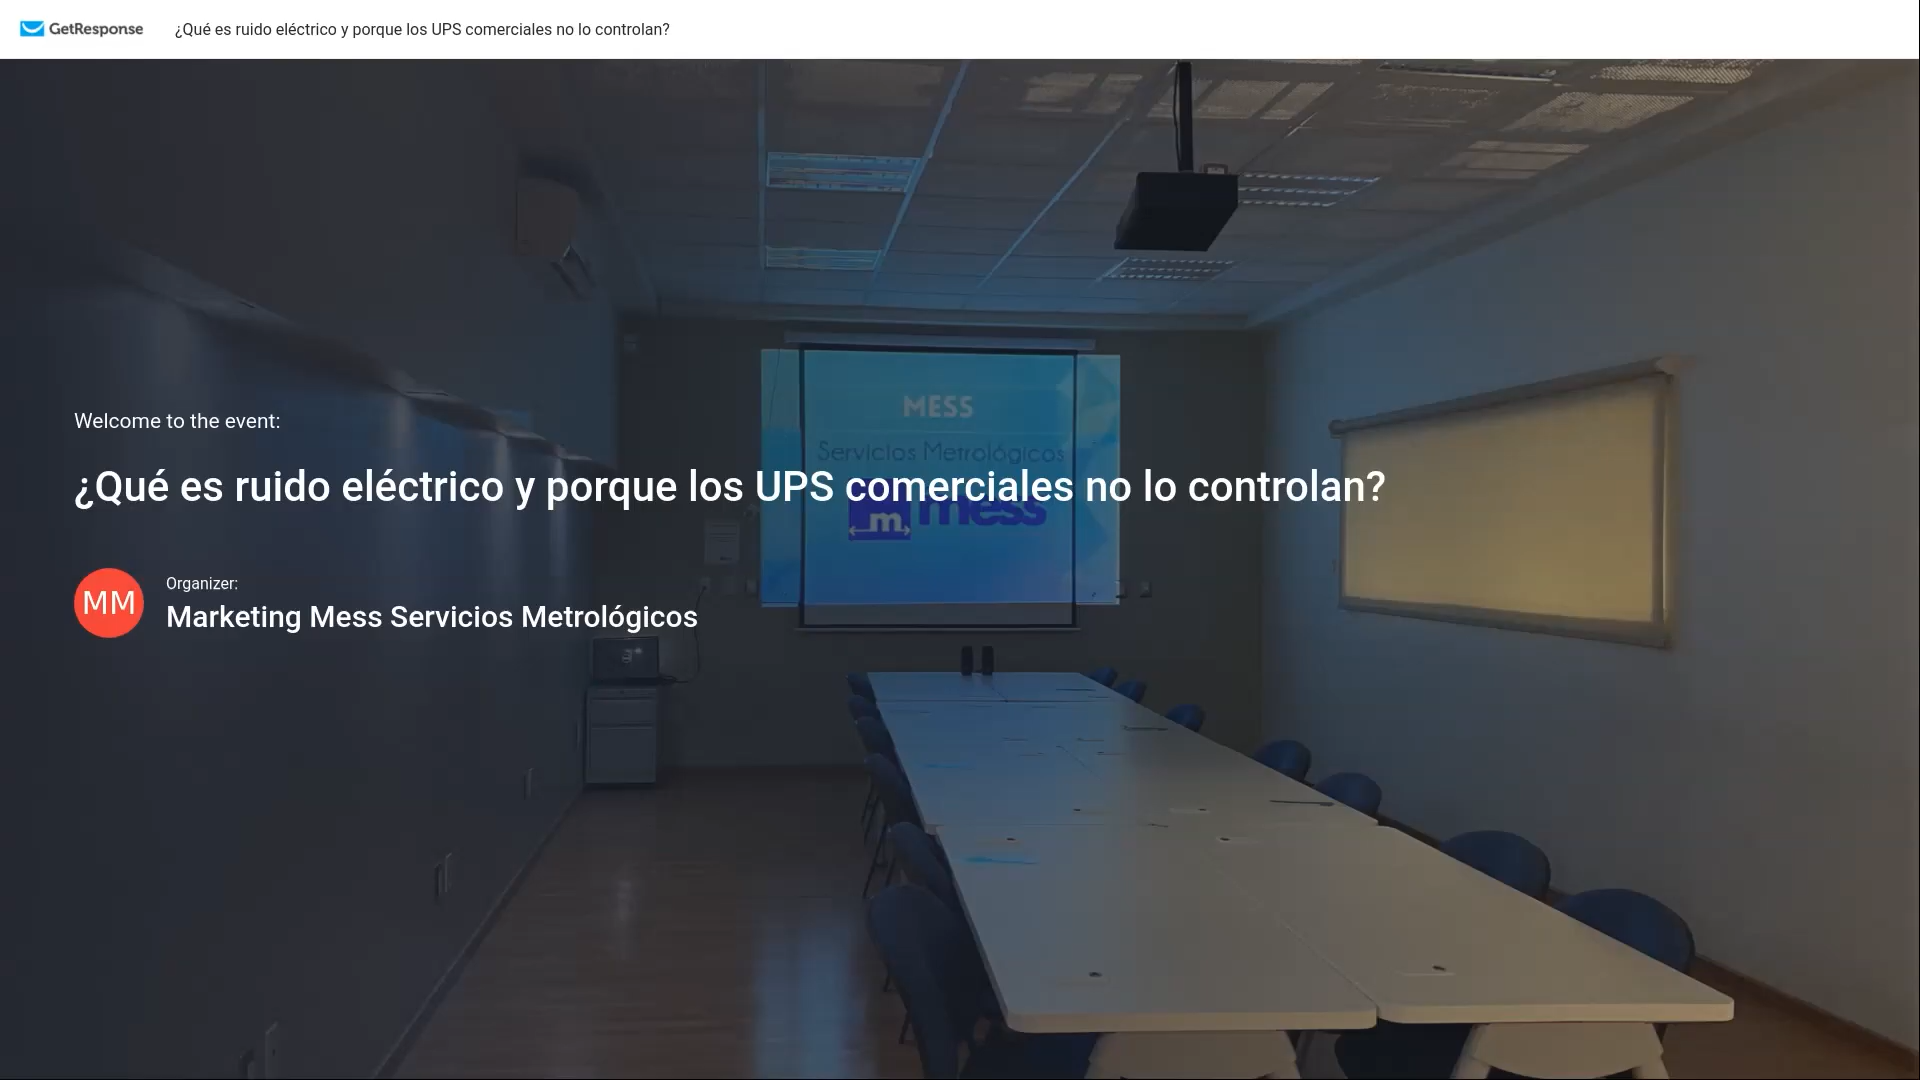 GetResponse
¿Qué es ruido eléctrico y porque los UPS comerciales no lo controlan?
MESS
Welcome to the event:
Servicios Metrológicos
¿Qué es ruido eléctrico y porque los UPS comerciales no lo controlan?
m mess
MM
Organizer:
Marketing Mess Servicios Metrológicos